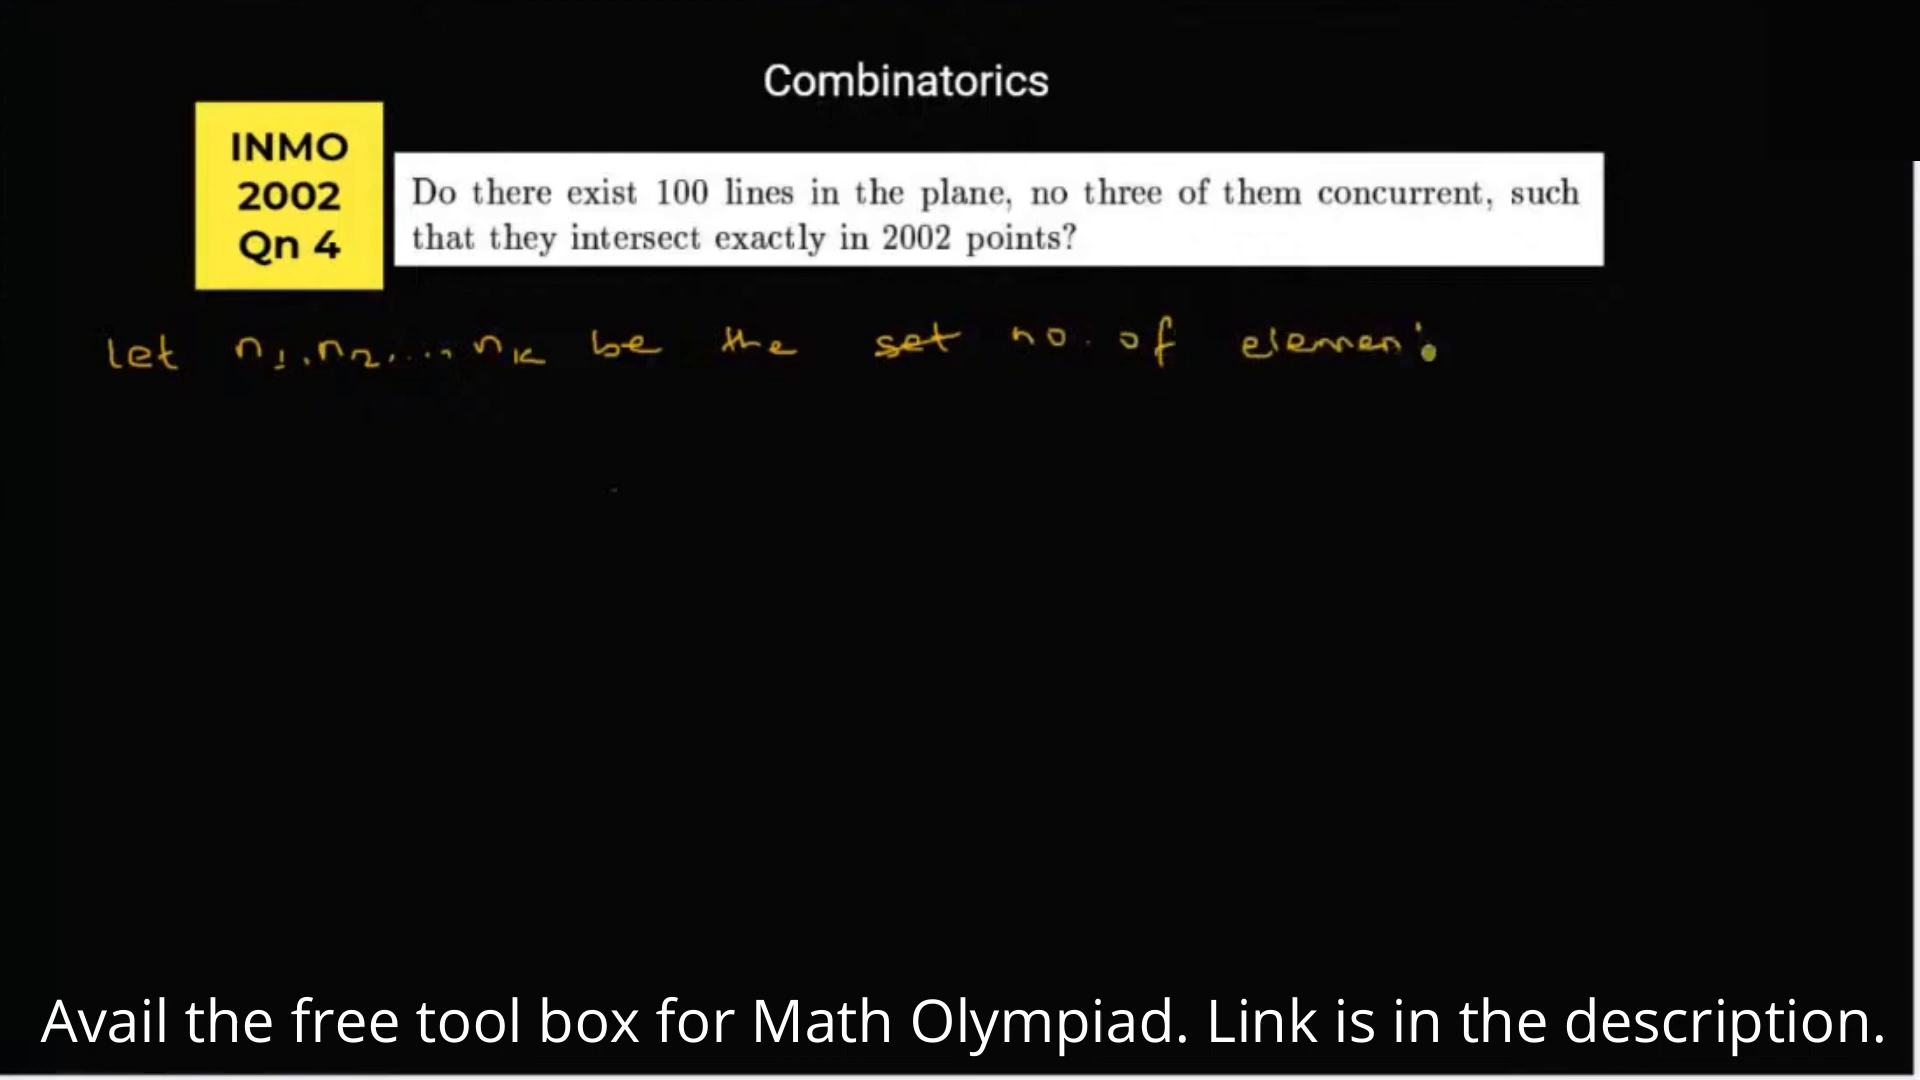 Combinatorics
INMO
2002
Qn 4
Do there exist 100 lines in the plane, no three of them concurrent, such
that they intersect exactly in 2002 points?
let n1, n2, ..., nk be the set no. of elemen
Avail the free tool box for Math Olympiad. Link is in the description.